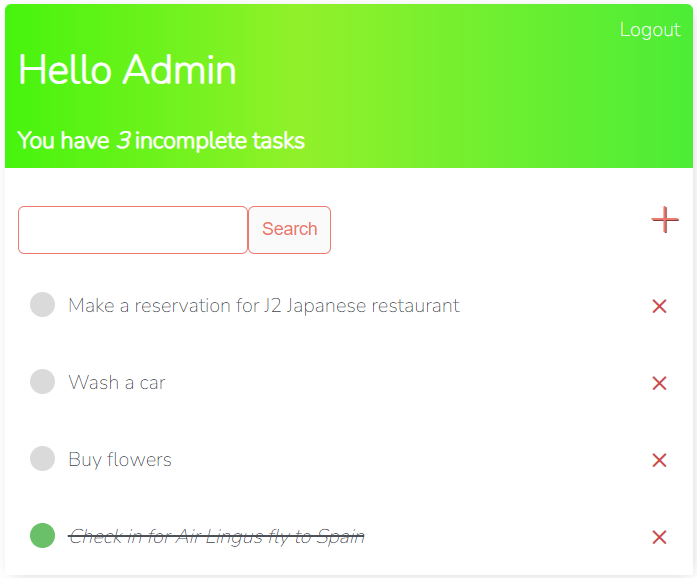 Logout
Hello Admin
You have 3 incomplete tasks
Search
Make a reservation for J2 Japanese restaurant
Wash a car
Buy flowers
Check in for Air Lingus fly to Spain